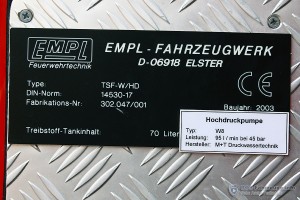 EMPL
Feuerwehrtechnik
EMPL - FAHRZEUGWERK
D-06918 ELSTER
Type: TSF-W/HD
DIN-Norm: 14530-17
Fabrikations-Nr: 302.047/001
CE
Baujahr: 2003
Treibstoff-Tankinhalt: 70 Liter
Hochdruckpumpe
Typ: W8
Leistung: 95 l / min bei 45 bar
Hersteller: M+T Druckwassertechnik